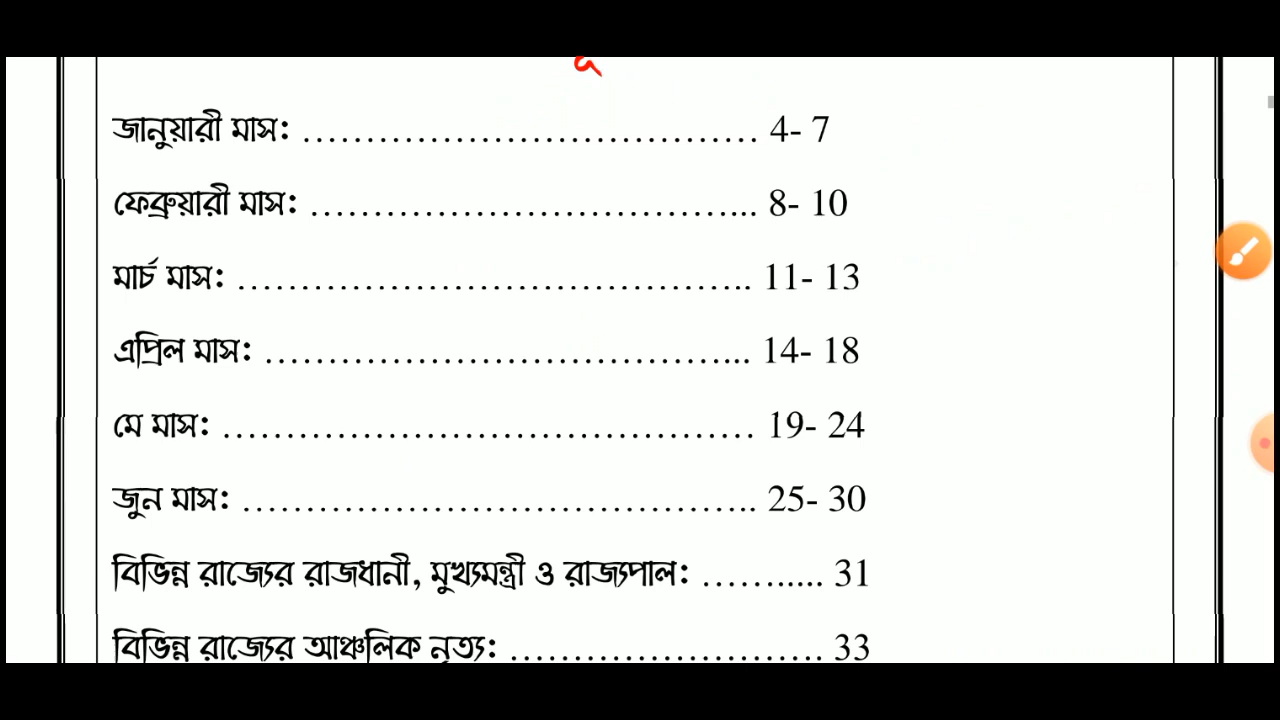 জানুয়ারী মাস: ………………………………… 4- 7
ফেব্রুয়ারী মাস: ……………………………….. 8- 10
মার্চ মাস: …………………………………….. 11- 13
এপ্রিল মাস: ………………………………….. 14- 18
মে মাস: ……………………………………… 19- 24
জুন মাস: …………………………………….. 25- 30
বিভিন্ন রাজ্যের রাজধানী, মুখ্যমন্ত্রী ও রাজ্যপাল: ………..... 31
বিভিন্ন রাজ্যের আঞ্চলিক নৃত্য: ……………………… 33